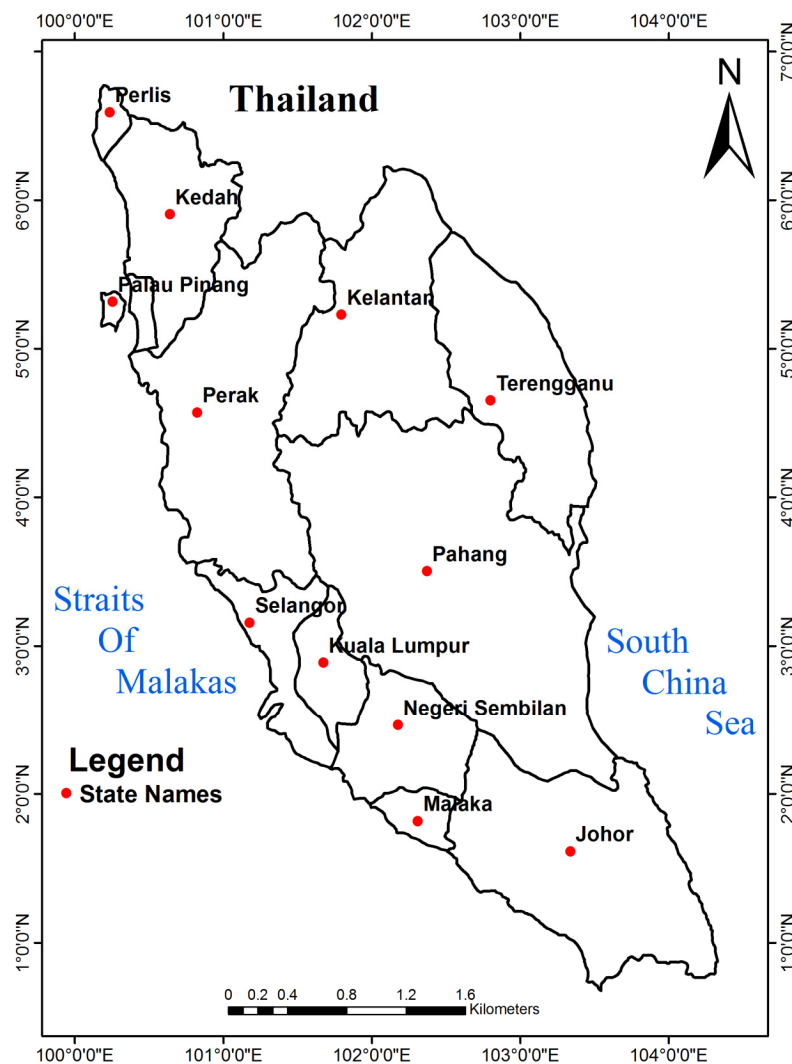 100°0'0"E 101°0'0"E 102°0'0"E 103°0'0"E 104°0'0"E
7°0'0"N 7°0'0"N
N
Thailand
Perlis
Kedah
6°0'0"N 6°0'0"N
Palau Pinang
Kelantan
5°0'0"N 5°0'0"N
Terengganu
Perak
4°0'0"N 4°0'0"N
Pahang
Straits
Of
Malakas
Selangor
South
China
Sea
3°0'0"N 3°0'0"N
Kuala Lumpur
Negeri Sembilan
Legend
State Names
2°0'0"N 2°0'0"N
Malaka
Johor
1°0'0"N 1°0'0"N
0 0.2 0.4 0.8 1.2 1.6
Kilometers
100°0'0"E 101°0'0"E 102°0'0"E 103°0'0"E 104°0'0"E